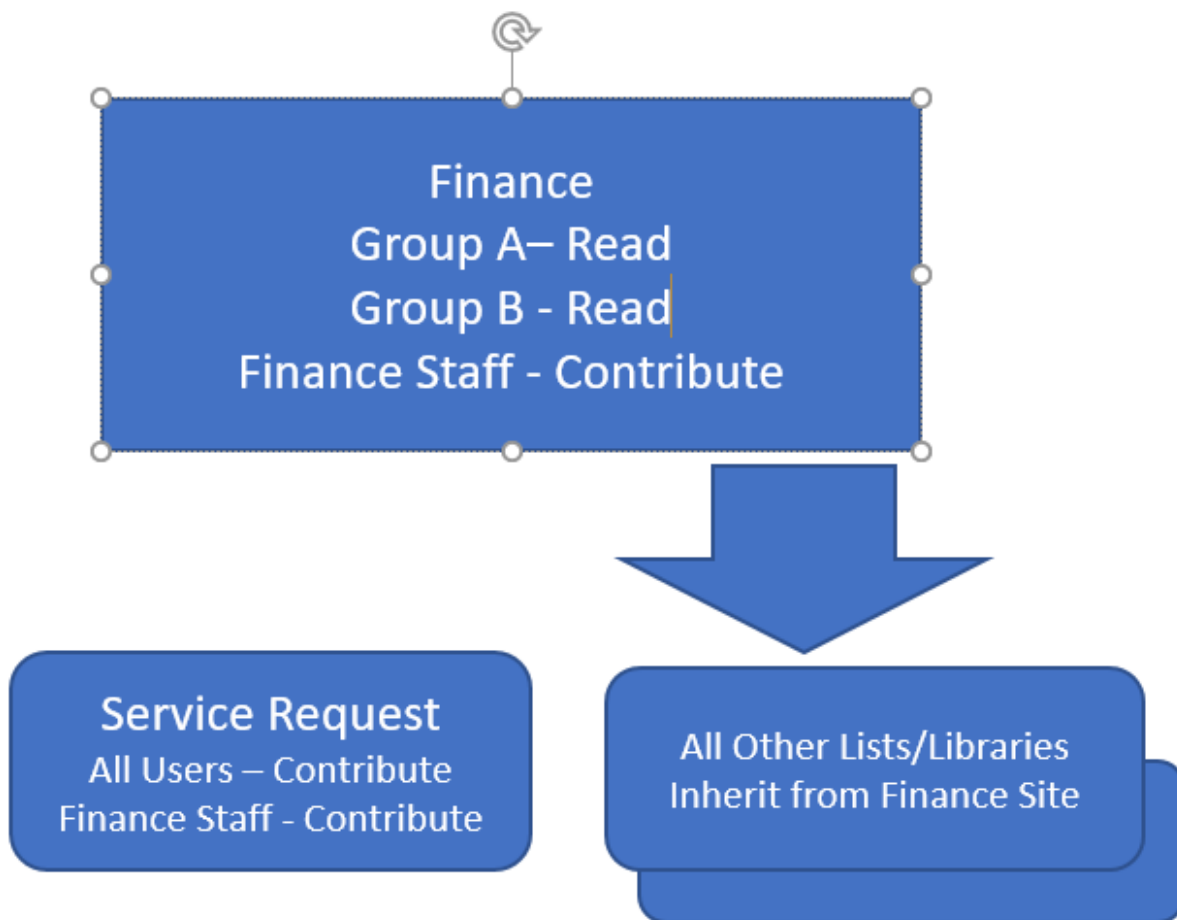 Finance
Group A– Read
Group B - Read
Finance Staff - Contribute
Service Request
All Users – Contribute
Finance Staff - Contribute
All Other Lists/Libraries
Inherit from Finance Site